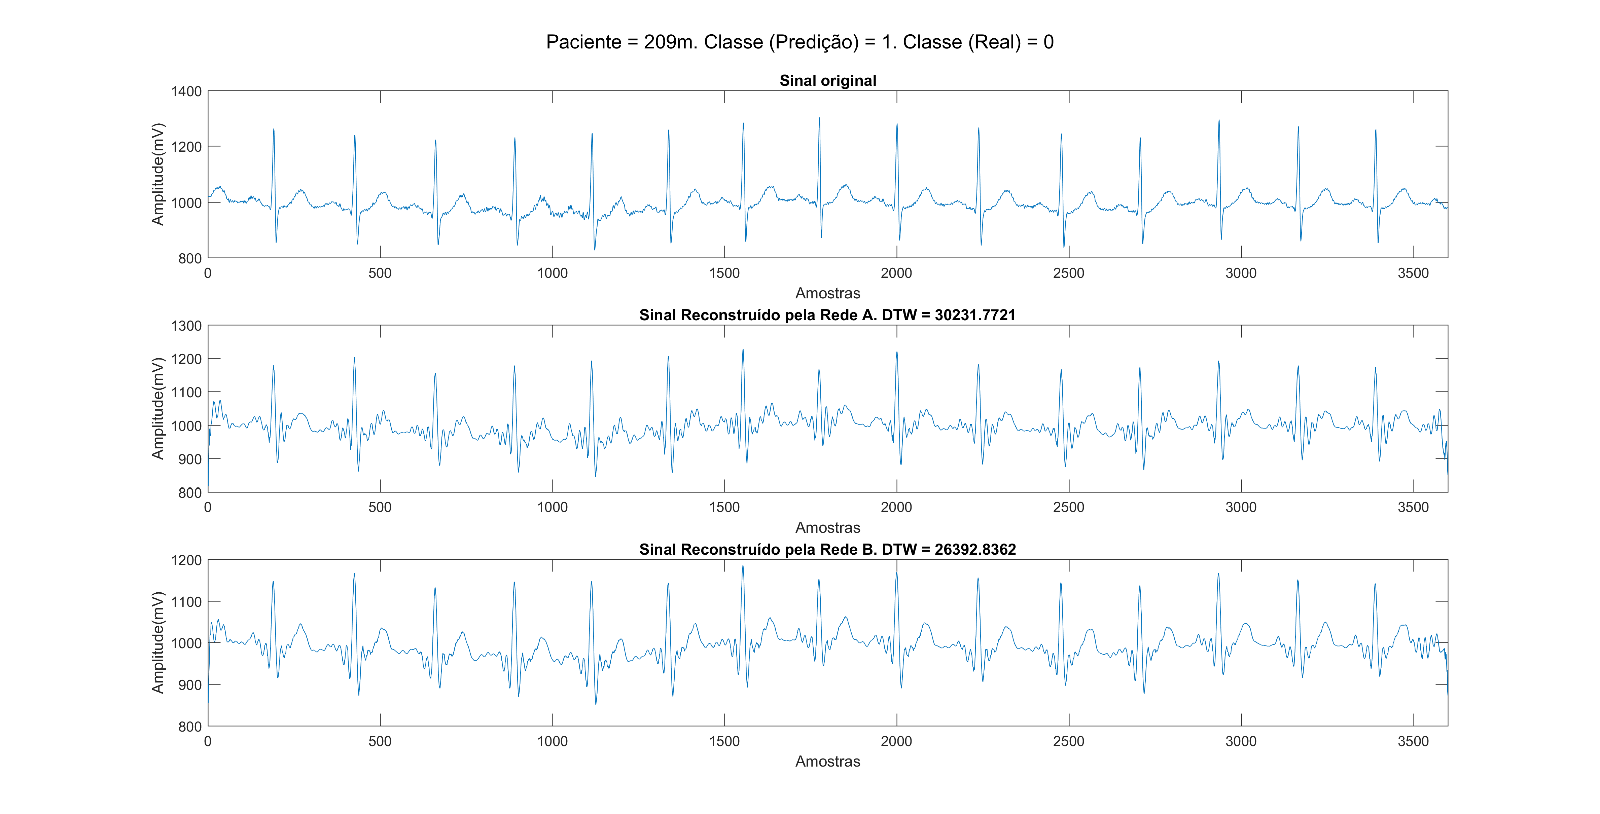 Paciente = 209m. Classe (Predição) = 1. Classe (Real) = 0
Sinal original
1400
1200
1000
800
Amplitude(mV)
0 500 1000 1500 2000 2500 3000 3500
Amostras
Sinal Reconstruído pela Rede A. DTW = 30231.7721
1300
1200
1100
1000
900
800
Amplitude(mV)
0 500 1000 1500 2000 2500 3000 3500
Amostras
Sinal Reconstruído pela Rede B. DTW = 26392.8362
1200
1100
1000
900
800
Amplitude(mV)
0 500 1000 1500 2000 2500 3000 3500
Amostras